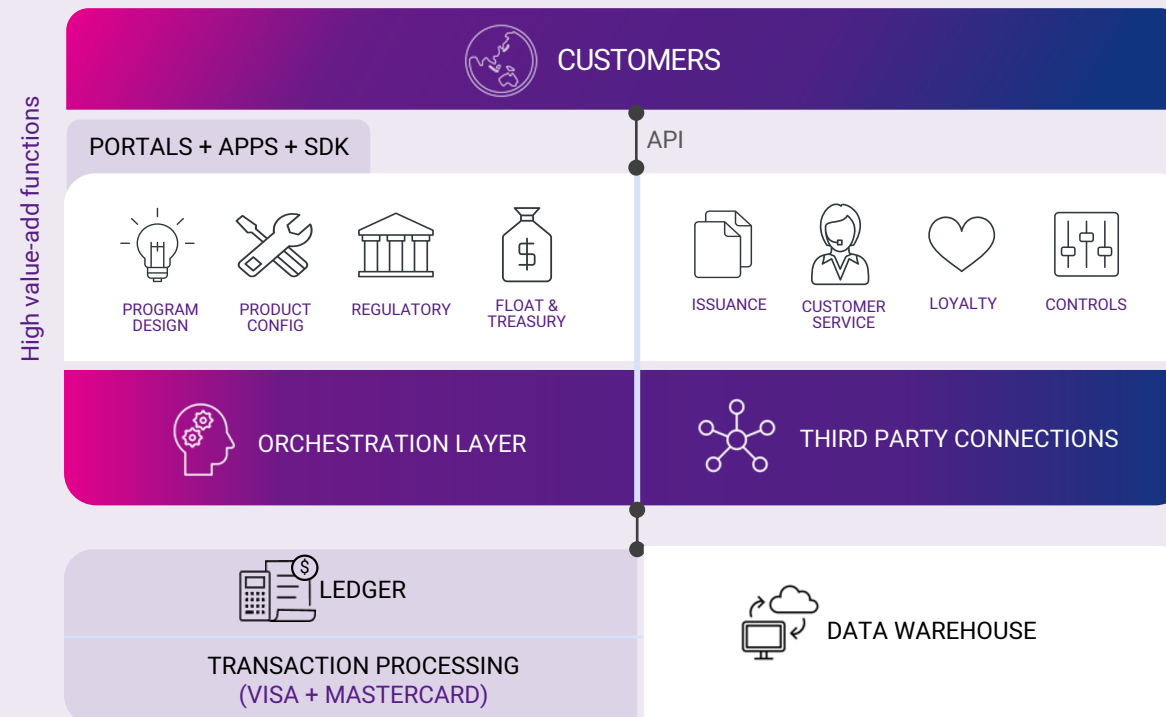 CUSTOMERS
High value-add functions
API
PORTALS + APPS + SDK
PROGRAM
DESIGN
PRODUCT
CONFIG
REGULATORY
FLOAT &
TREASURY
ISSUANCE
CUSTOMER
SERVICE
LOYALTY
CONTROLS
ORCHESTRATION LAYER
THIRD PARTY CONNECTIONS
LEDGER
TRANSACTION PROCESSING
(VISA + MASTERCARD)
DATA WAREHOUSE